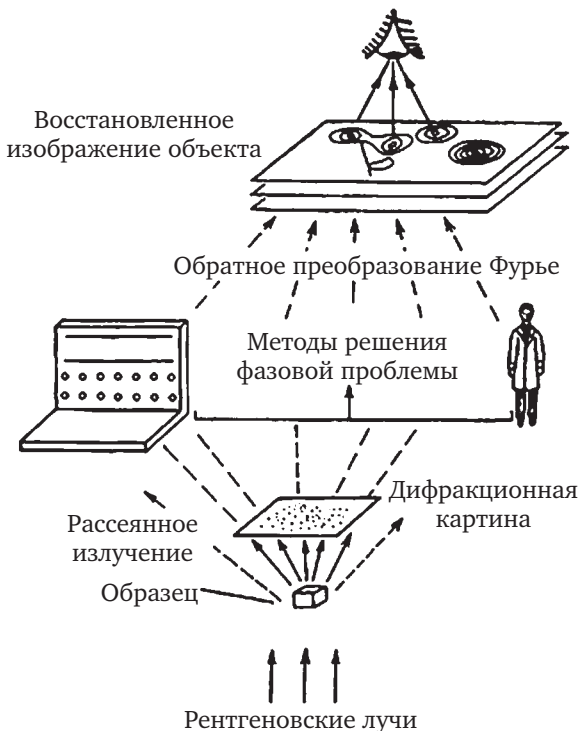 Восстановленное
изображение объекта
Обратное преобразование Фурье
Методы решения
фазовой проблемы
Дифракционная
картина
Рассеянное
излучение
Образец
Рентгеновские лучи